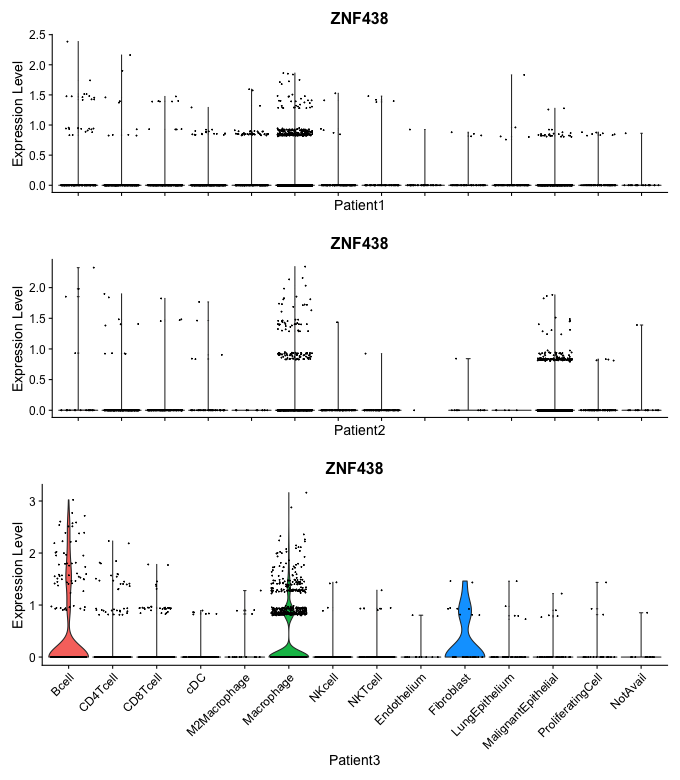 ZNF438
Expression Level
2.5
2.0
1.5
1.0
0.5
0.0
Patient1
ZNF438
Expression Level
2.0
1.5
1.0
0.5
0.0
Patient2
ZNF438
Expression Level
3
2
1
0
Bcell
CD4Tcell
CD8Tcell
cDC
M2Macrophage
Macrophage
NKcell
NKTcell
Endothelium
Fibroblast
LungEpithelium
MalignantEpithelial
ProliferatingCell
NotAvail
Patient3